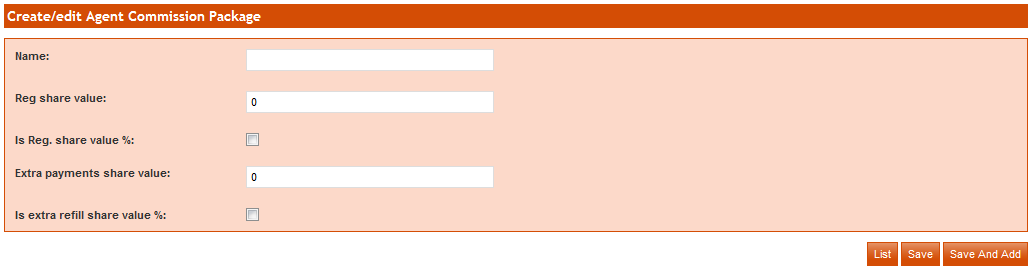 Create/edit Agent Commission Package
Name:
Reg share value:
0
Is Reg. share value %:
Extra payments share value:
0
Is extra refill share value %:
List Save Save And Add